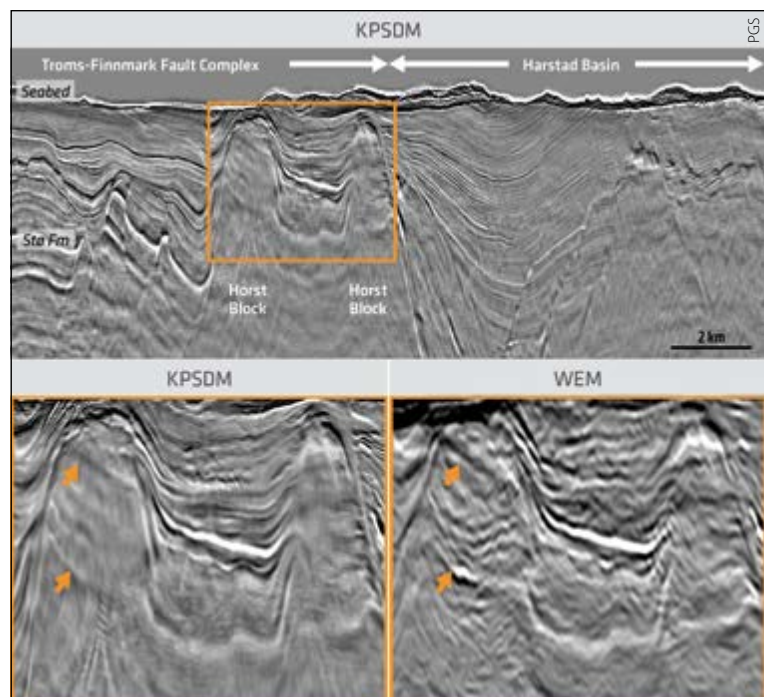 KPSDM
PGS
Troms-Finnmark Fault Complex
Harstad Basin
Seabed
Stø Fm
Horst
Block
Horst
Block
2 km
KPSDM
WEM